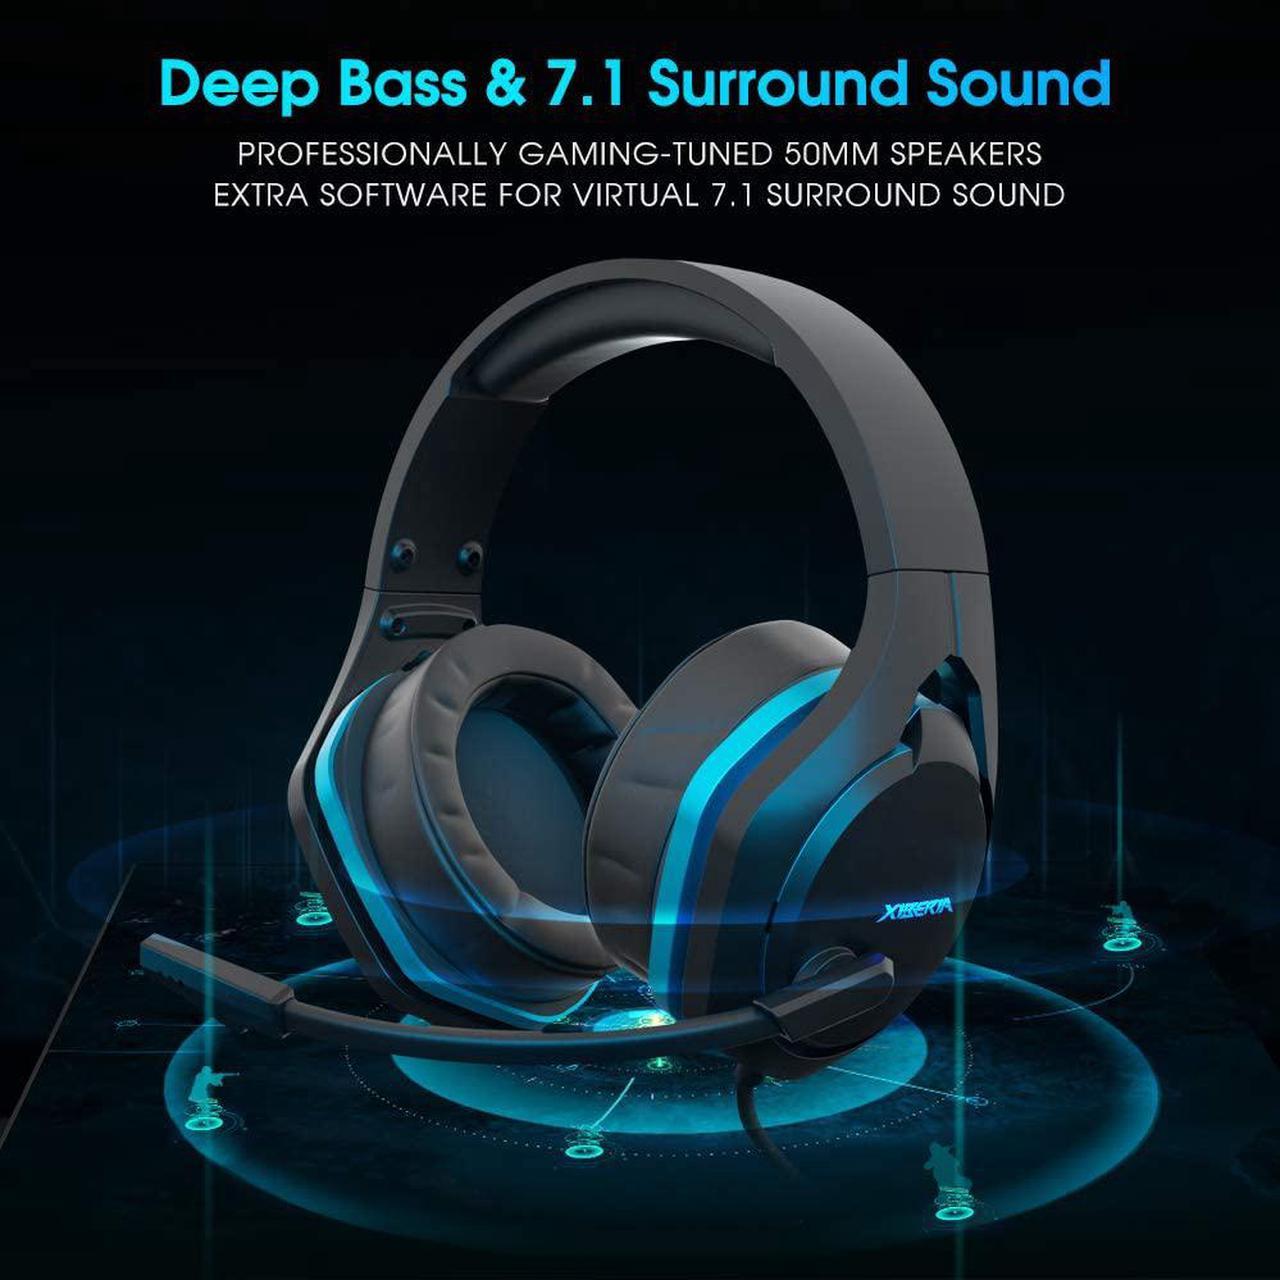 Deep Bass & 7.1 Surround Sound
PROFESSIONALLY GAMING-TUNED 50MM SPEAKERS
EXTRA SOFTWARE FOR VIRTUAL 7.1 SURROUND SOUND
XIBERIA